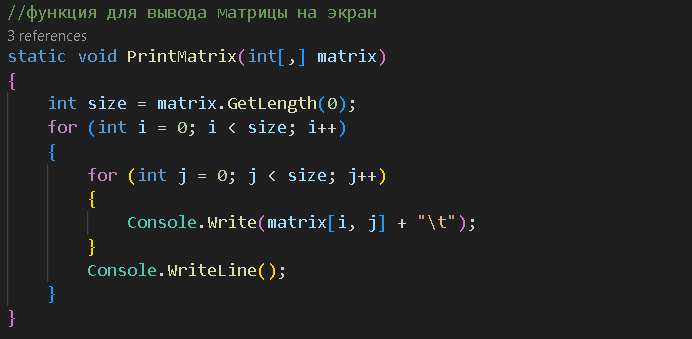 //функция для вывода матрицы на экран
3 references
static void PrintMatrix(int[,] matrix)
{
    int size = matrix.GetLength(0);
    for (int i = 0; i < size; i++)
    {
        for (int j = 0; j < size; j++)
        {
            Console.Write(matrix[i, j] + "\t");
        }
        Console.WriteLine();
    }
}